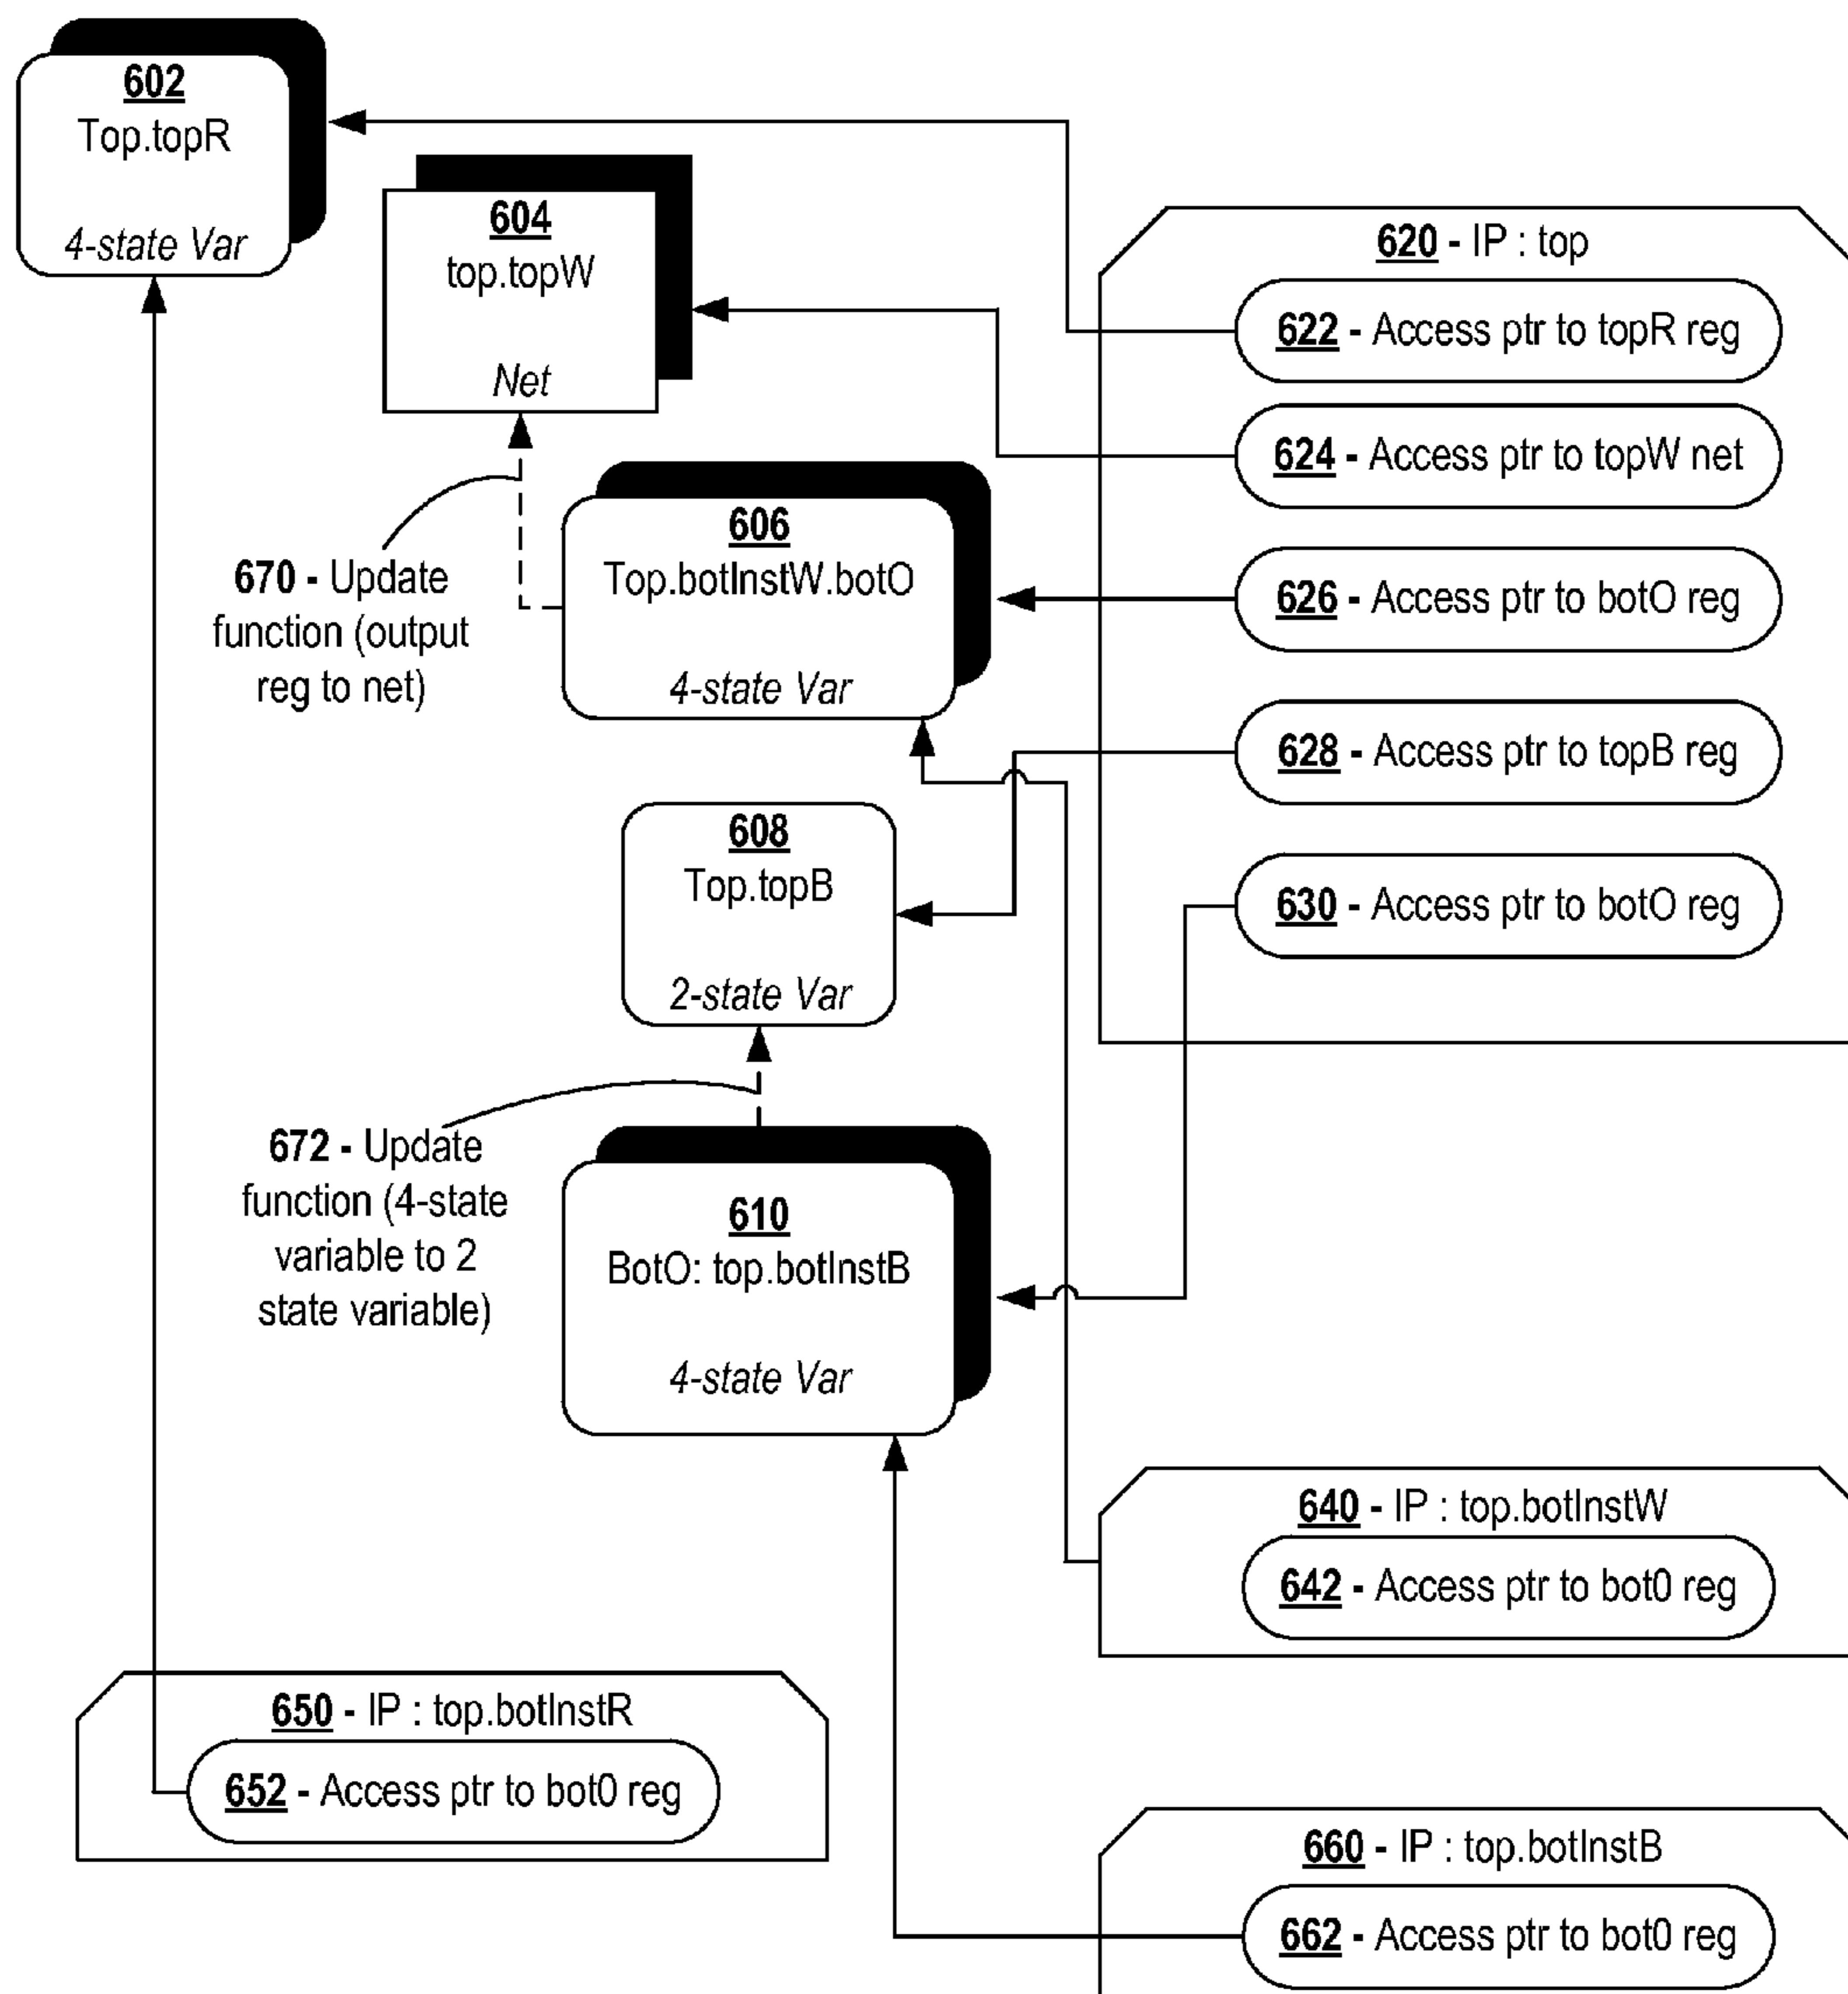 602
Top.topR
4-state Var
604
top.topW
Net
620 - IP : top
622 - Access ptr to topR reg
624 - Access ptr to topW net
606
Top.botInstW.botO
4-state Var
670 - Update
function (output
reg to net)
626 - Access ptr to botO reg
628 - Access ptr to topB reg
608
Top.topB
2-state Var
630 - Access ptr to botO reg
672 - Update
function (4-state
variable to 2
state variable)
610
BotO: top.botInstB
4-state Var
640 - IP : top.botInstW
642 - Access ptr to bot0 reg
650 - IP : top.botInstR
652 - Access ptr to bot0 reg
660 - IP : top.botInstB
662 - Access ptr to bot0 reg